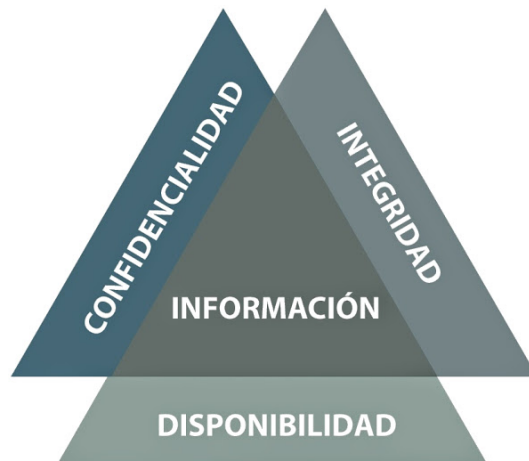 CONFIDENCIALIDAD
INTEGRIDAD
INFORMACIÓN
DISPONIBILIDAD